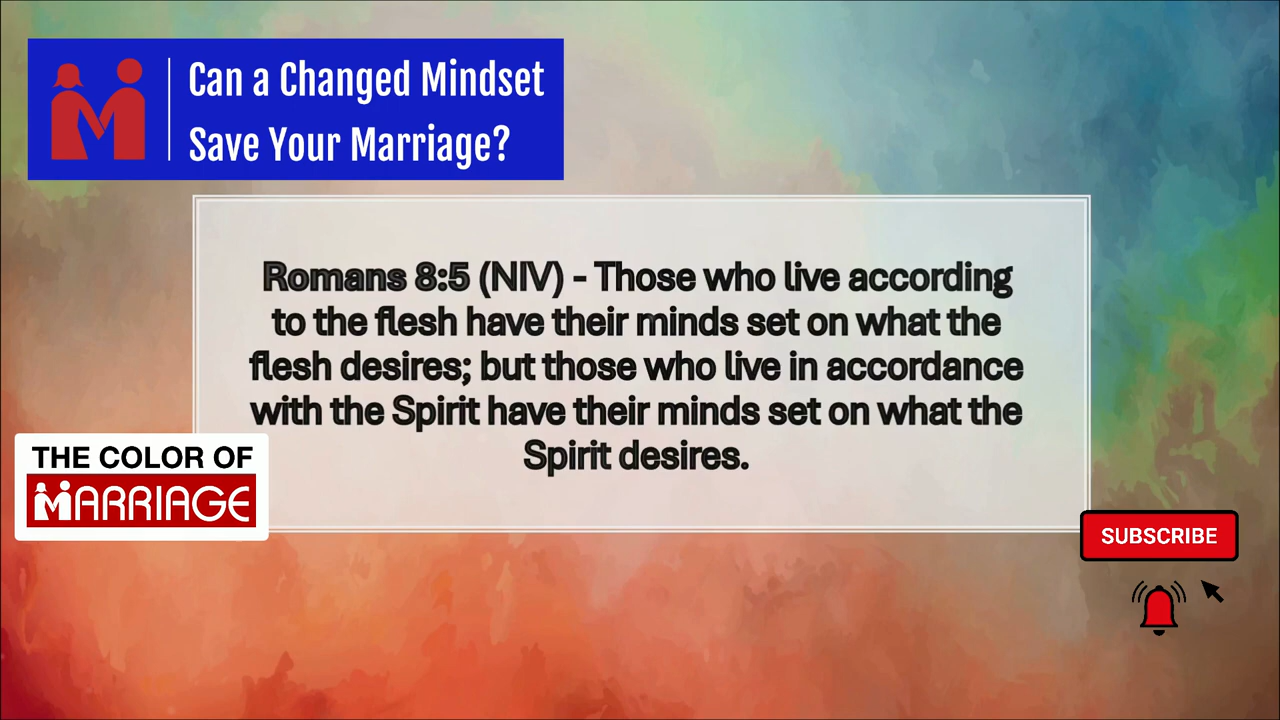 Can a Changed Mindset
Save Your Marriage?
Romans 8:5 (NIV) - Those who live according
to the flesh have their minds set on what the
flesh desires; but those who live in accordance
with the Spirit have their minds set on what the
Spirit desires.
THE COLOR OF
MARRIAGE
SUBSCRIBE